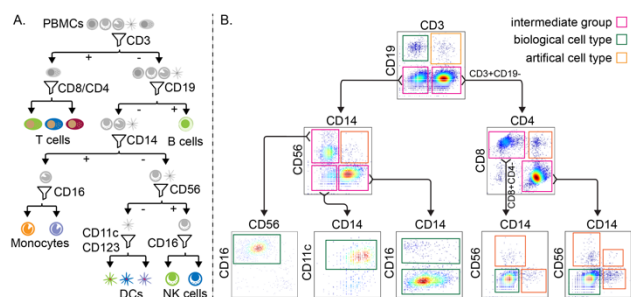 A.
PBMCs
CD3
+ -
CD8/CD4
CD19
- +
T cells
CD14
B cells
+ -
CD16
CD56
- +
Monocytes
CD11c
CD123
CD16
DCs
NK cells
B.
CD3
CD19
intermediate group
biological cell type
artifical cell type
CD3+CD19-
CD14
CD56
CD4
CD8
CD8+CD4-
CD56
CD16
CD14
CD11c
CD14
CD16
CD14
CD56
CD14
CD56